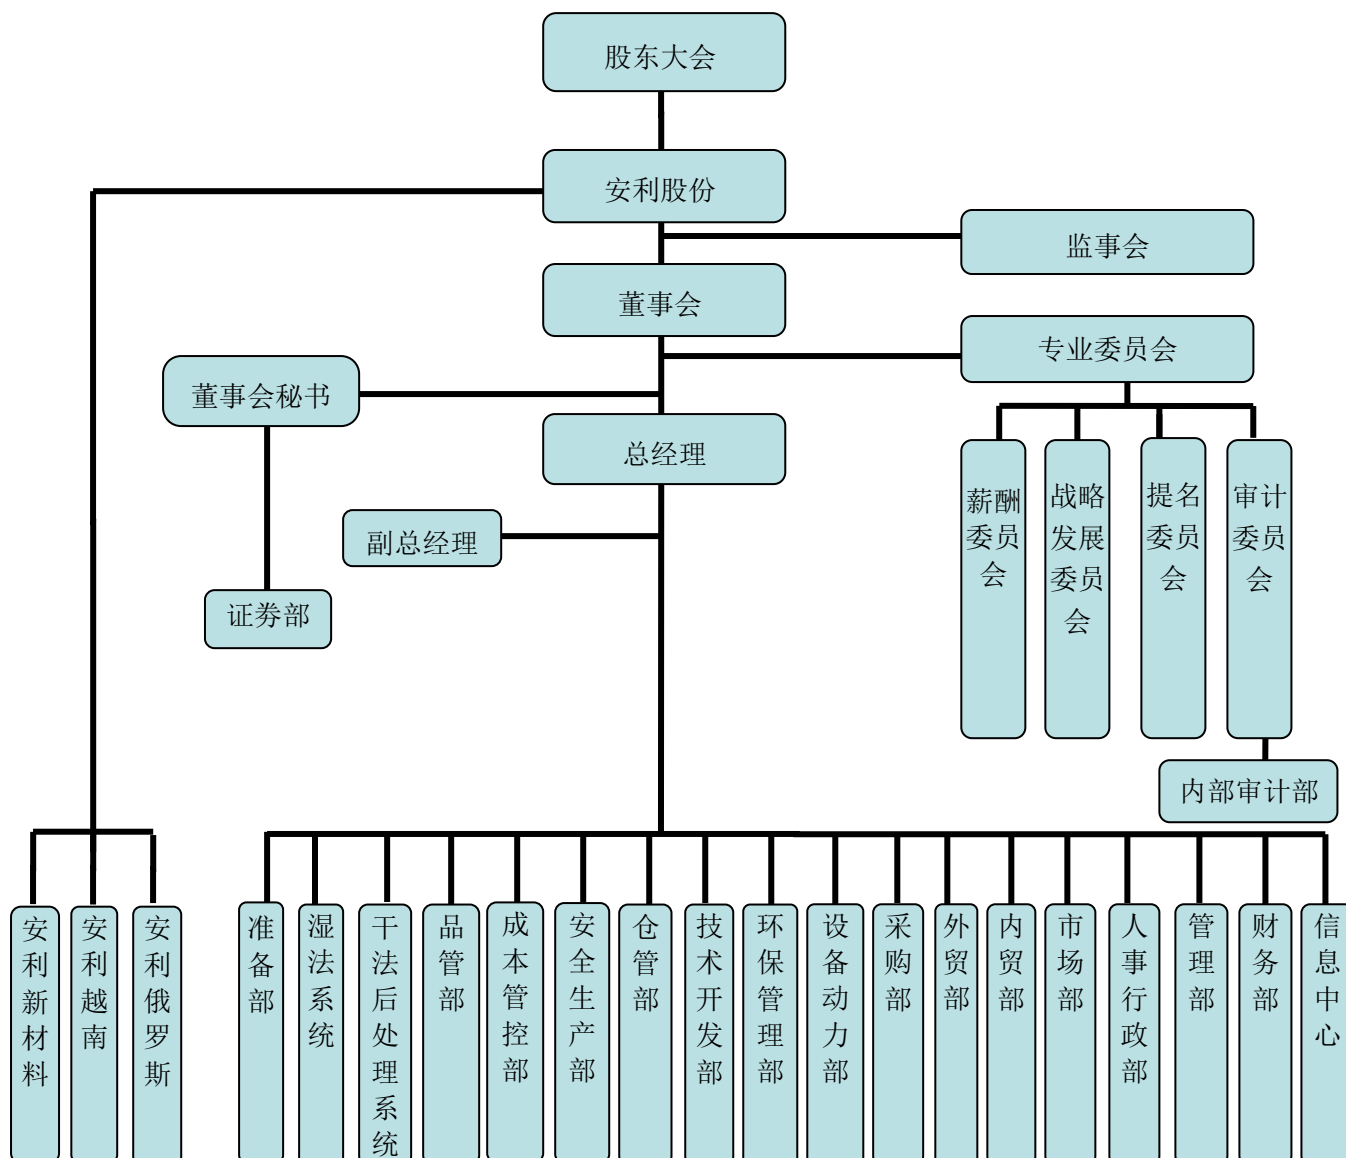 股东大会
安利股份
监事会
董事会
专业委员会
董事会秘书
总经理
薪酬
委员
会
战略
发展
委员
会
提名
委员
会
审计
委员
会
副总经理
证券部
内部审计部
安利新材料
安利越南
安利俄罗斯
准备部
湿法系统
干法后处理系统
品管部
成本管控部
安全生产部
仓管部
技术开发部
环保管理部
设备动力部
采购部
外贸部
内贸部
市场部
人事行政部
管理部
财务部
信息中心